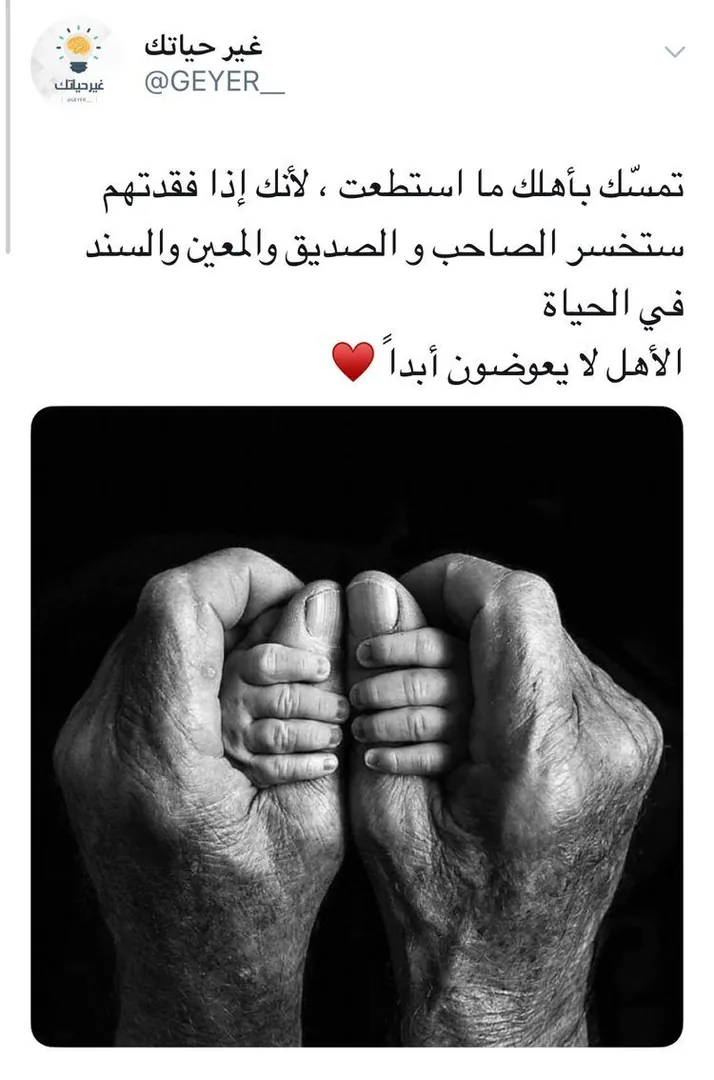 غير حياتك
@GEYER__
غيرحياتك
تمسّك بأهلك ما استطعت ، لأنك إذا فقدتهم
ستخسر الصاحب و الصديق والمعين والسند
في الحياة
الأهل لا يعوضون أبداً ♥️